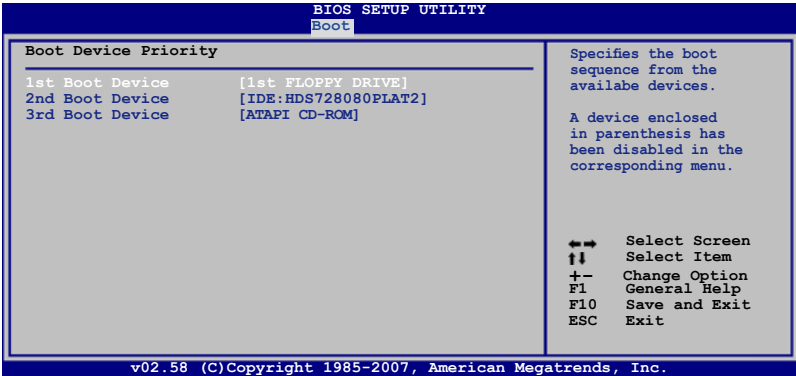 BIOS SETUP UTILITY
Boot
Boot Device Priority
1st Boot Device [1st FLOPPY DRIVE]
2nd Boot Device [IDE:HDS728080PLAT2]
3rd Boot Device [ATAPI CD-ROM]
Specifies the boot
sequence from the
availabe devices.
A device enclosed
in parenthesis has
been disabled in the
corresponding menu.
←→ Select Screen
↑↓ Select Item
+- Change Option
F1 General Help
F10 Save and Exit
ESC Exit
v02.58 (C)Copyright 1985-2007, American Megatrends, Inc.